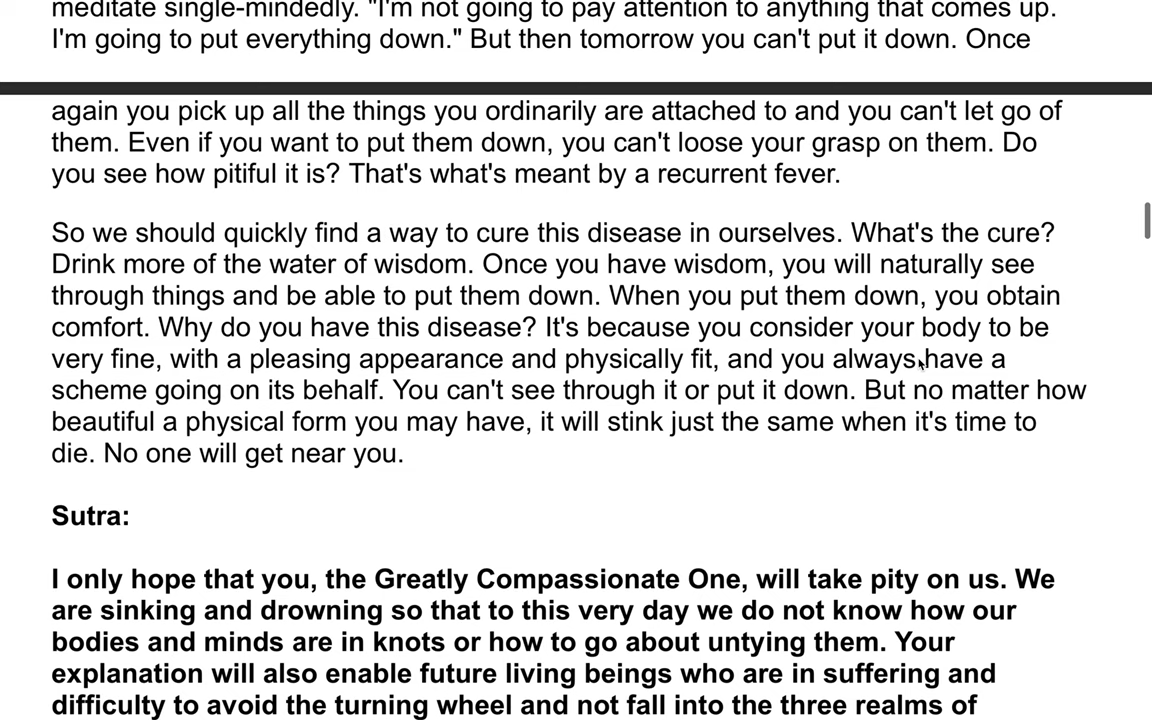 meditate single-mindedly. "I'm not going to pay attention to anything that comes up.
I'm going to put everything down." But then tomorrow you can't put it down. Once
again you pick up all the things you ordinarily are attached to and you can't let go of
them. Even if you want to put them down, you can't loose your grasp on them. Do
you see how pitiful it is? That's what's meant by a recurrent fever.
So we should quickly find a way to cure this disease in ourselves. What's the cure?
Drink more of the water of wisdom. Once you have wisdom, you will naturally see
through things and be able to put them down. When you put them down, you obtain
comfort. Why do you have this disease? It's because you consider your body to be
very fine, with a pleasing appearance and physically fit, and you always have a
scheme going on its behalf. You can't see through it or put it down. But no matter how
beautiful a physical form you may have, it will stink just the same when it's time to
die. No one will get near you.
Sutra:
I only hope that you, the Greatly Compassionate One, will take pity on us. We
are sinking and drowning so that to this very day we do not know how our
bodies and minds are in knots or how to go about untying them. Your
explanation will also enable future living beings who are in suffering and
difficulty to avoid the turning wheel and not fall into the three realms of